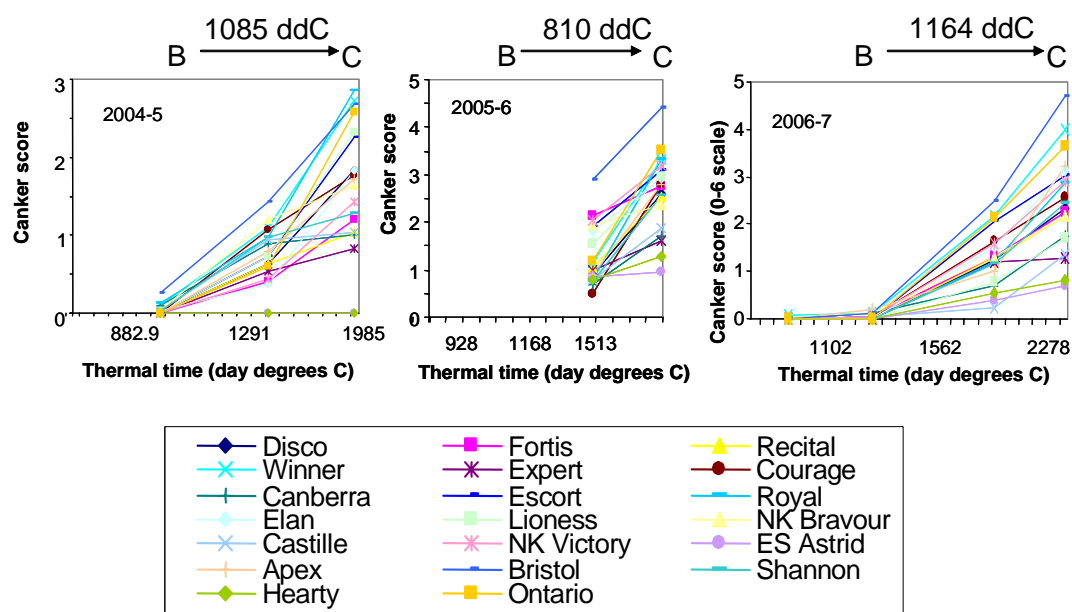 1085 ddC
B C
3
2
1
0
Canker score
2004-5
882.9 1291 1985
Thermal time (day degrees C)
810 ddC
B C
5
4
3
2
1
0
Canker score
2005-6
928 1168 1513
Thermal time (day degrees C)
1164 ddC
B C
5
4
3
2
1
0
Canker score (0-6 scale)
2006-7
1102 1562 2278
Thermal time (day degrees C)
Disco Fortis Recital
Winner Expert Courage
Canberra Escort Royal
Elan Lioness NK Bravour
Castille NK Victory ES Astrid
Apex Bristol Shannon
Hearty Ontario